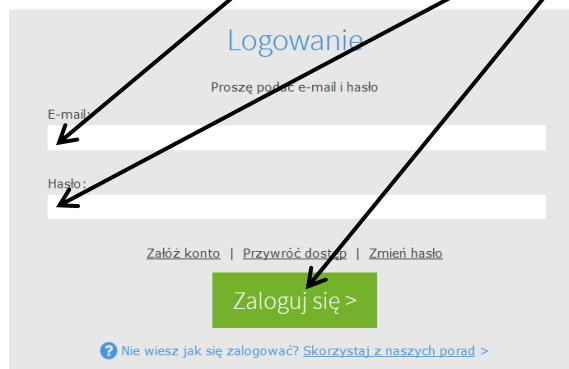 Logowanie
Proszę podać e-mail i hasło
E-mail:
Hasło:
Załóż konto | Przywróć dostęp | Zmień hasło
Zaloguj się >
? Nie wiesz jak się zalogować? Skorzystaj z naszych porad >